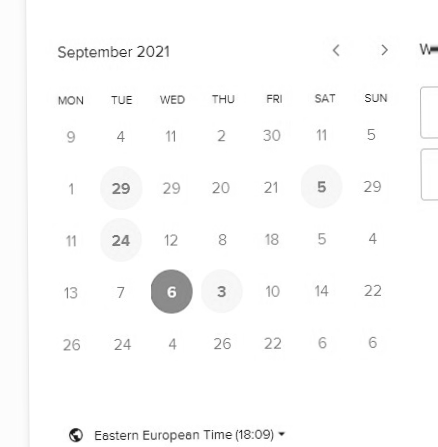 September 2021
MON TUE WED THU FRI SAT SUN
9 4 11 2 30 11 5
1 29 29 20 21 5 29
11 24 12 8 18 5 4
13 7 6 3 10 14 22
26 24 4 26 22 6 6
Eastern European Time (18:09)